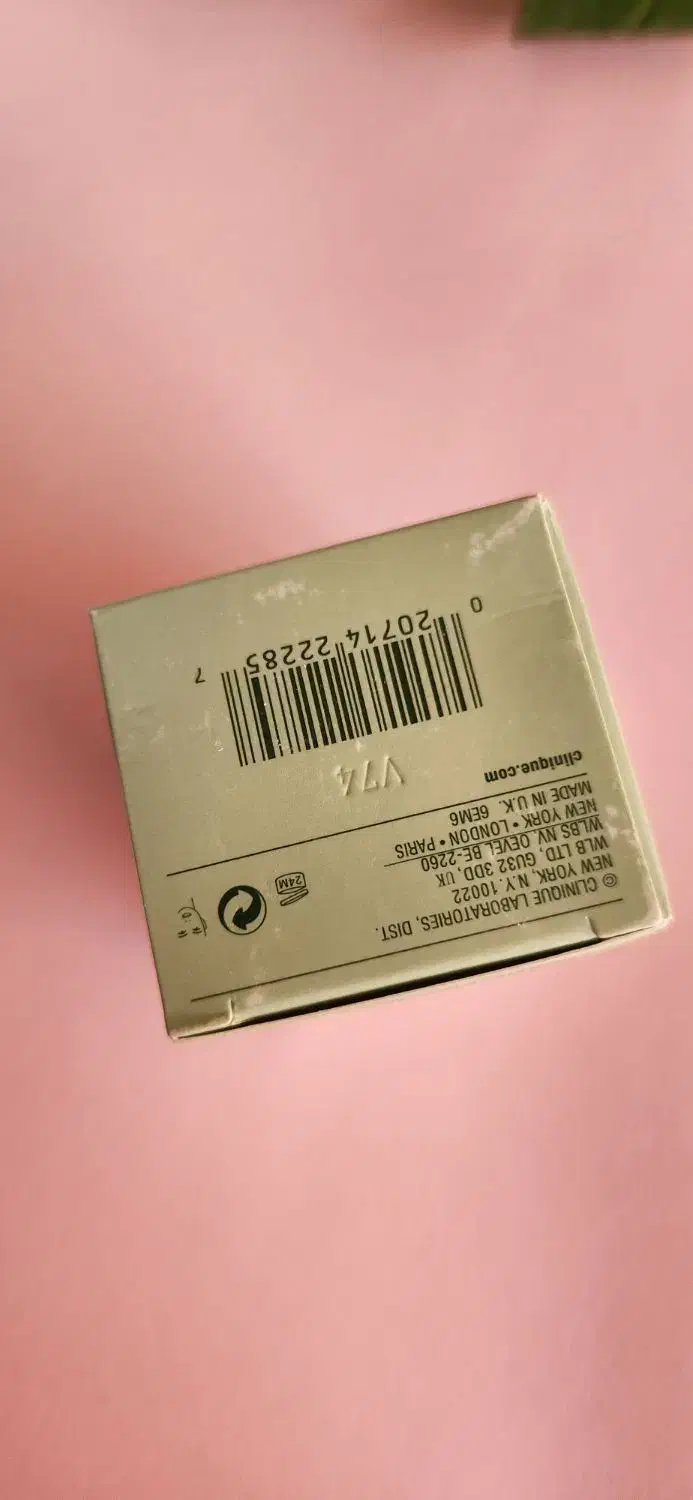 © CLINIQUE LABORATORIES, DIST.
NEW YORK, N.Y. 10022
WLB LTD, GU32 3DD, UK
WLBS NV, OEVEL BE-2260
NEW YORK • LONDON • PARIS
MADE IN U.K. 6EM6
clinique.com
24M
V74
0 20714 22285 7